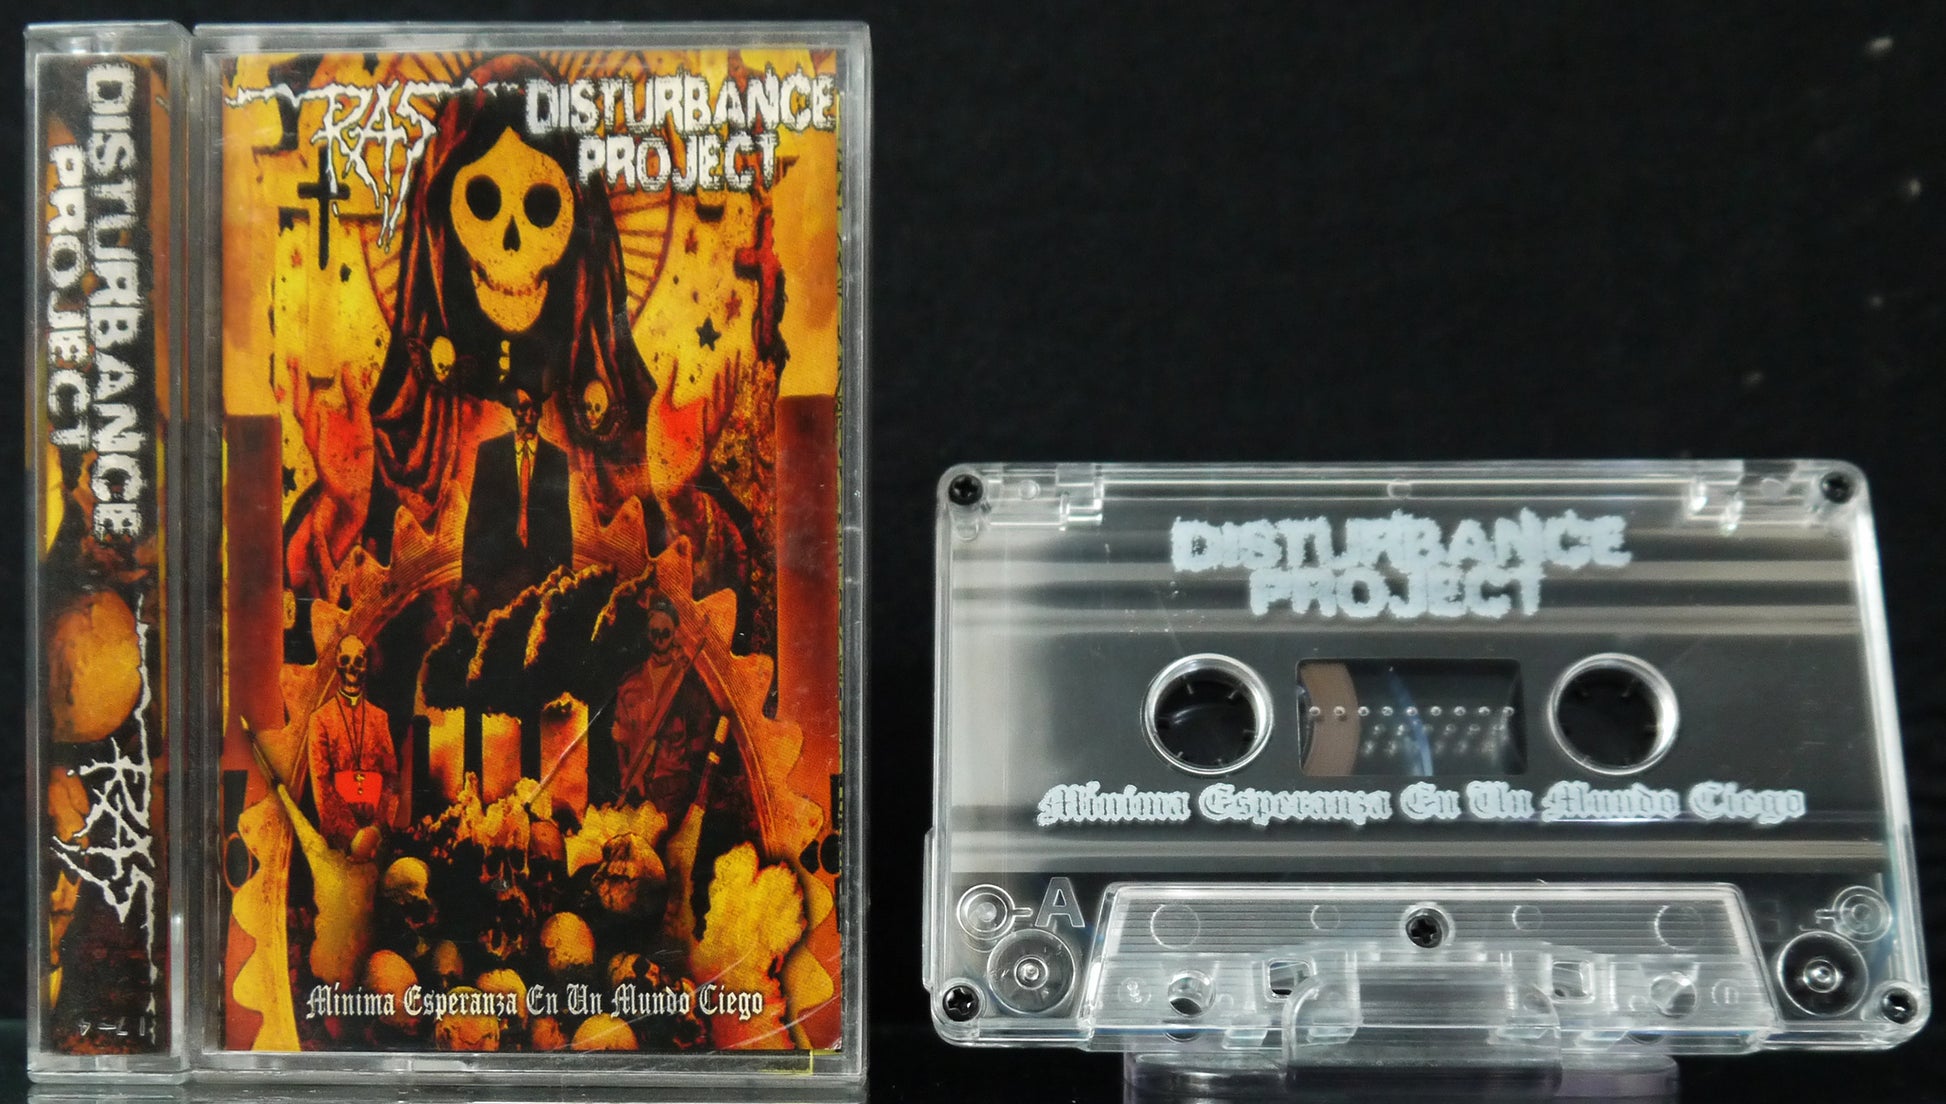 DISTURBANCE
PROJECT
RAS
RAS
DISTURBANCE
PROJECT
Mínima Esperanza En Un Mundo Ciego
DISTURBANCE
PROJECT
Mínima Esperanza En Un Mundo Ciego
A